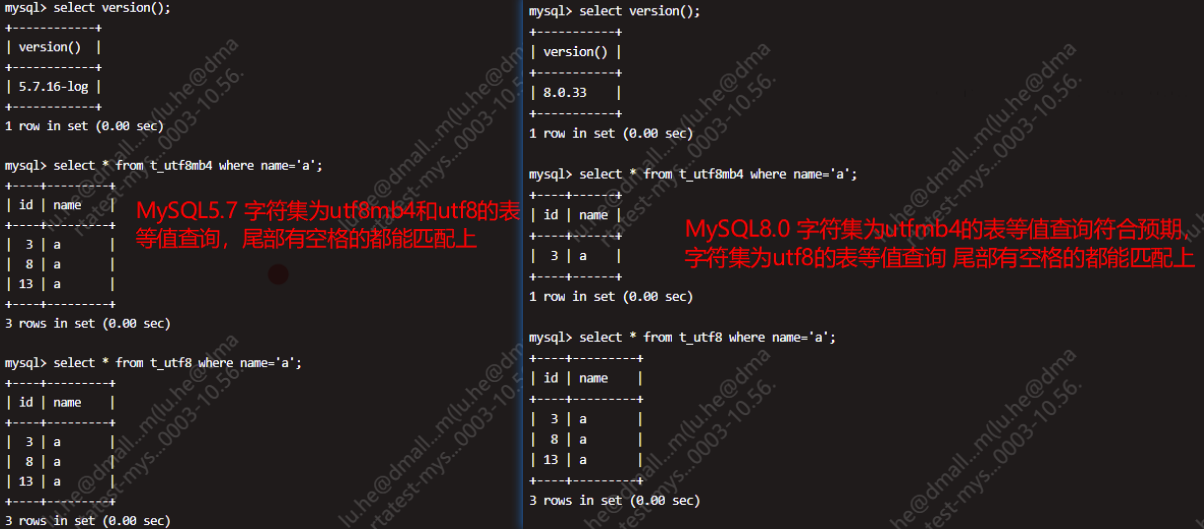 mysql> select version();
+------------+
| version()  |
+------------+
| 5.7.16-log |
+------------+
1 row in set (0.00 sec)
mysql> select * from t_utf8mb4 where name='a';
+----+---------+
| id | name    |
+----+---------+
|  3 | a       |
|  8 | a       |
| 13 | a       |
+----+---------+
3 rows in set (0.00 sec)
MySQL5.7 字符集为utf8mb4和utf8的表
等值查询，尾部有空格的都能匹配上
mysql> select * from t_utf8 where name='a';
+----+---------+
| id | name    |
+----+---------+
|  3 | a       |
|  8 | a       |
| 13 | a       |
+----+---------+
3 rows in set (0.00 sec)
mysql> select version();
+-----------+
| version() |
+-----------+
| 8.0.33    |
+-----------+
1 row in set (0.00 sec)
mysql> select * from t_utf8mb4 where name='a';
+----+------+
| id | name |
+----+------+
|  3 | a    |
+----+------+
1 row in set (0.00 sec)
MySQL8.0 字符集为utfmb4的表等值查询符合预期,
字符集为utf8的表等值查询 尾部有空格的都能匹配上
mysql> select * from t_utf8 where name='a';
+----+---------+
| id | name    |
+----+---------+
|  3 | a       |
|  8 | a       |
| 13 | a       |
+----+---------+
3 rows in set (0.00 sec)
lu.he@dmall...m(lu.he@dma
rtatest-mys...0003-10.56.